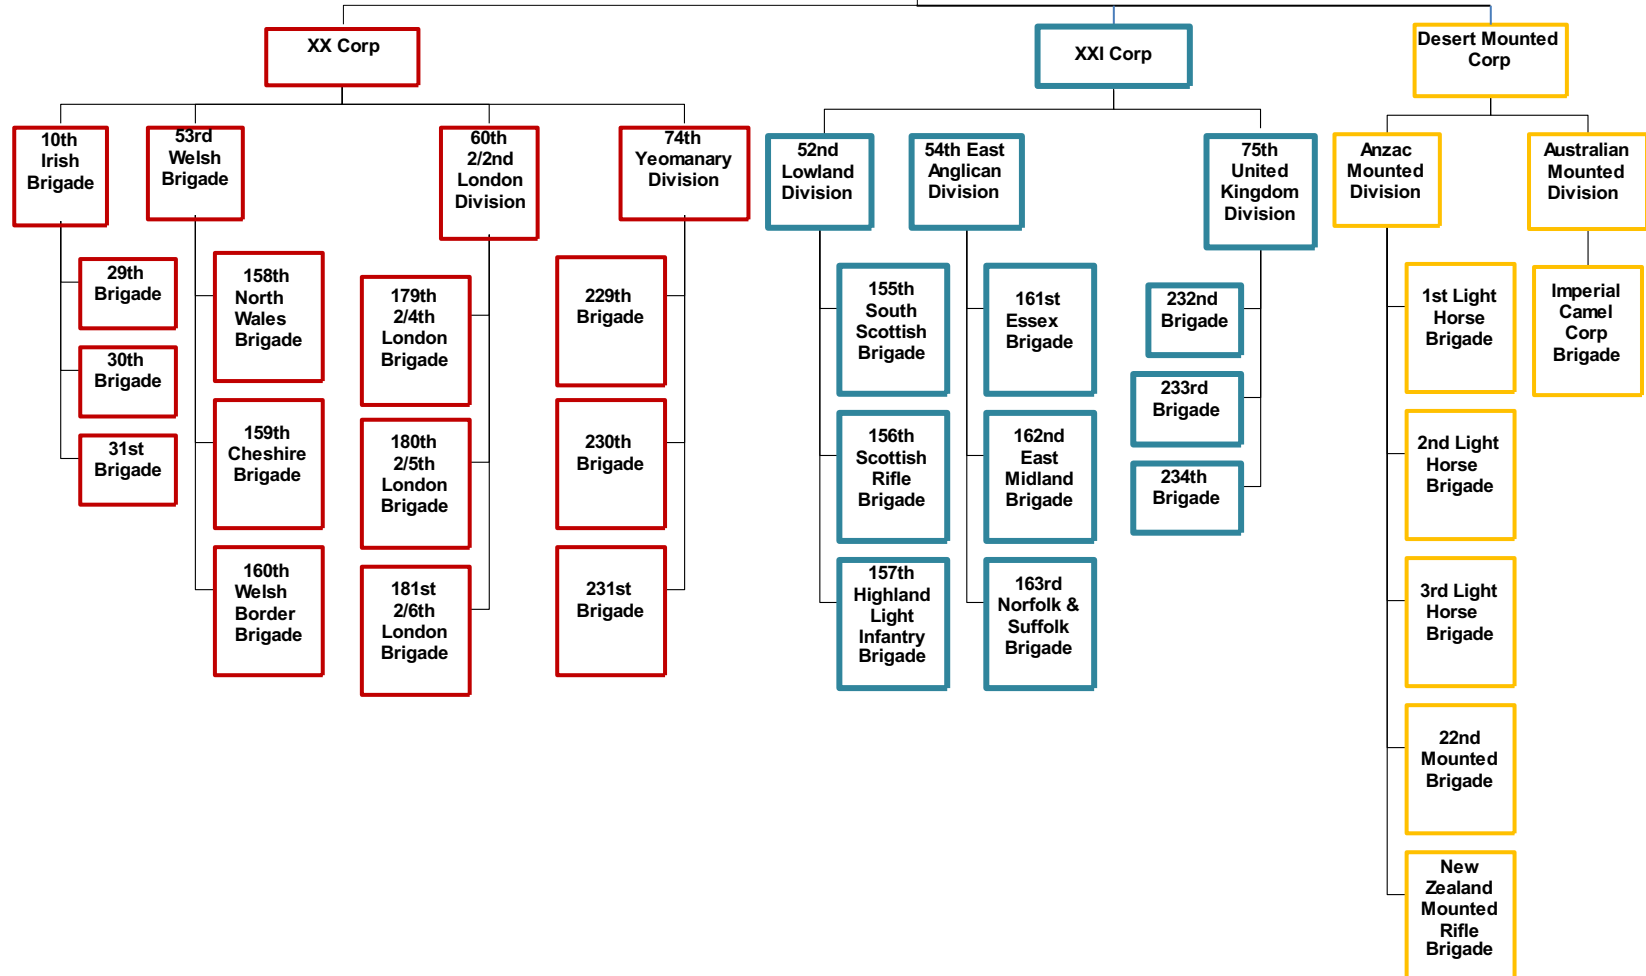 XX Corp
XXI Corp
Desert Mounted
Corp
10th
Irish
Brigade
53rd
Welsh
Brigade
60th
2/2nd
London
Division
74th
Yeomanary
Division
52nd
Lowland
Division
54th East
Anglican
Division
75th
United
Kingdom
Division
Anzac
Mounted
Division
Australian
Mounted
Division
29th
Brigade
30th
Brigade
31st
Brigade
158th
North
Wales
Brigade
159th
Cheshire
Brigade
160th
Welsh
Border
Brigade
179th
2/4th
London
Brigade
180th
2/5th
London
Brigade
181st
2/6th
London
Brigade
229th
Brigade
230th
Brigade
231st
Brigade
155th
South
Scottish
Brigade
156th
Scottish
Rifle
Brigade
157th
Highland
Light
Infantry
Brigade
161st
Essex
Brigade
162nd
East
Midland
Brigade
163rd
Norfolk &
Suffolk
Brigade
232nd
Brigade
233rd
Brigade
234th
Brigade
1st Light
Horse
Brigade
2nd Light
Horse
Brigade
3rd Light
Horse
Brigade
22nd
Mounted
Brigade
New
Zealand
Mounted
Rifle
Brigade
Imperial
Camel
Corp
Brigade